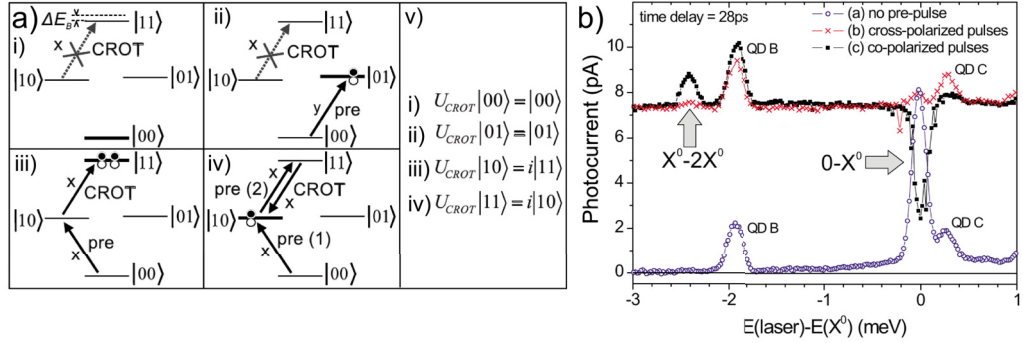 a)
ΔE_B
|11⟩
i)
x
CROT
|10⟩
|01⟩
|00⟩
ii)
|11⟩
x
CROT
|10⟩
|01⟩
y
pre
|00⟩
iii)
|11⟩
x
CROT
|10⟩
|01⟩
pre
x
|00⟩
iv)
|11⟩
pre (2)
x
x
CROT
|10⟩
|01⟩
pre (1)
x
|00⟩
v)
i) U_CROT|00⟩=|00⟩
ii) U_CROT|01⟩=|01⟩
iii) U_CROT|10⟩=i|11⟩
iv) U_CROT|11⟩=i|10⟩
b)
time delay = 28ps
(a) no pre-pulse
(b) cross-polarized pulses
(c) co-polarized pulses
QD B
QD C
X⁰-2X⁰
0-X⁰
QD B
QD C
Photocurrent (pA)
12
10
8
6
4
2
0
-3
-2
-1
0
1
E(laser)-E(X⁰) (meV)